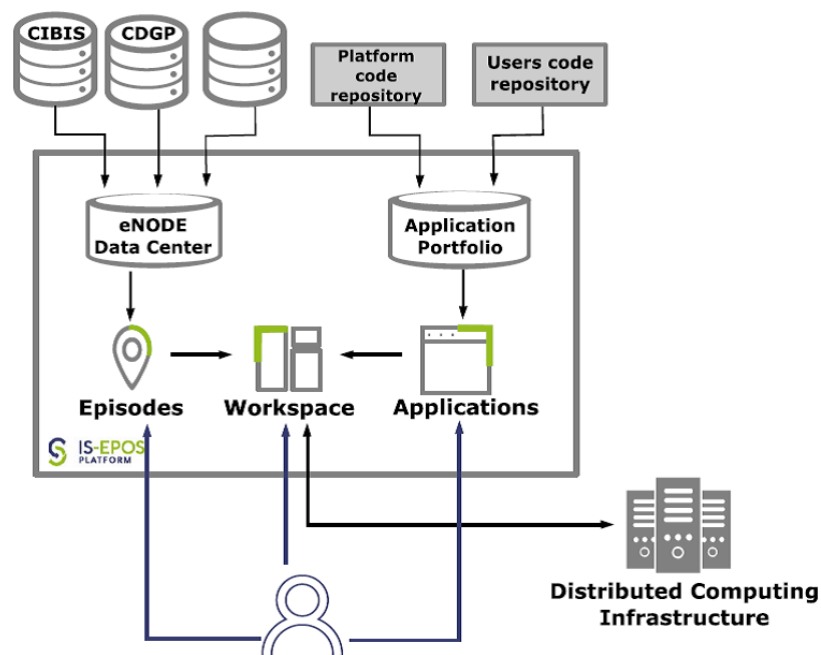 CIBIS
CDGP
Platform
code
repository
Users code
repository
eNODE
Data Center
Application
Portfolio
Episodes
Workspace
Applications
IS-EPOS
PLATFORM
Distributed Computing
Infrastructure